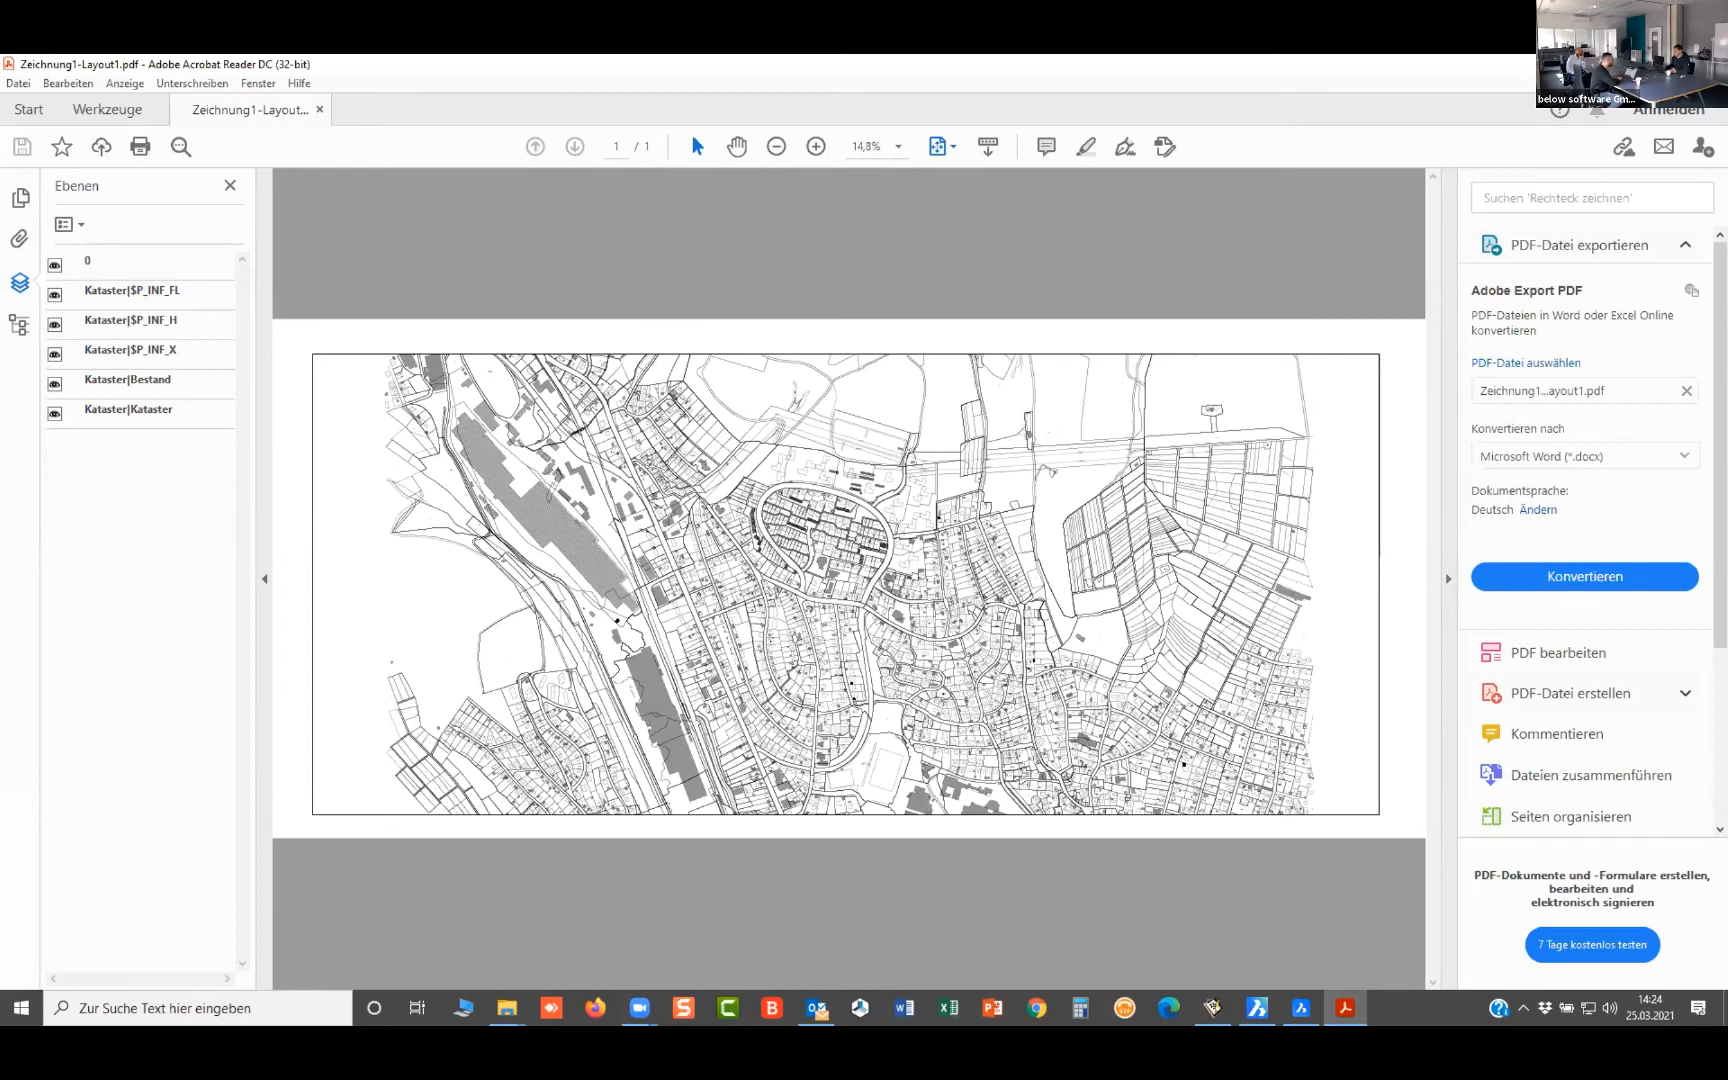 below software Gm...
Zeichnung1-Layout1.pdf - Adobe Acrobat Reader DC (32-bit)
Datei Bearbeiten Anzeige Unterschreiben Fenster Hilfe
Start Werkzeuge Zeichnung1-Layout... × Anmelden
1 / 1 14,8%
Ebenen
0
Kataster|$P_INF_FL
Kataster|$P_INF_H
Kataster|$P_INF_X
Kataster|Bestand
Kataster|Kataster
Suchen 'Rechteck zeichnen'
PDF-Datei exportieren
Adobe Export PDF
PDF-Dateien in Word oder Excel Online
konvertieren
PDF-Datei auswählen
Zeichnung1...ayout1.pdf
Konvertieren nach
Microsoft Word (*.docx)
Dokumentsprache:
Deutsch Ändern
Konvertieren
PDF bearbeiten
PDF-Datei erstellen
Kommentieren
Dateien zusammenführen
Seiten organisieren
PDF-Dokumente und -Formulare erstellen,
bearbeiten und
elektronisch signieren
7 Tage kostenlos testen
Zur Suche Text hier eingeben
14:24
25.03.2021